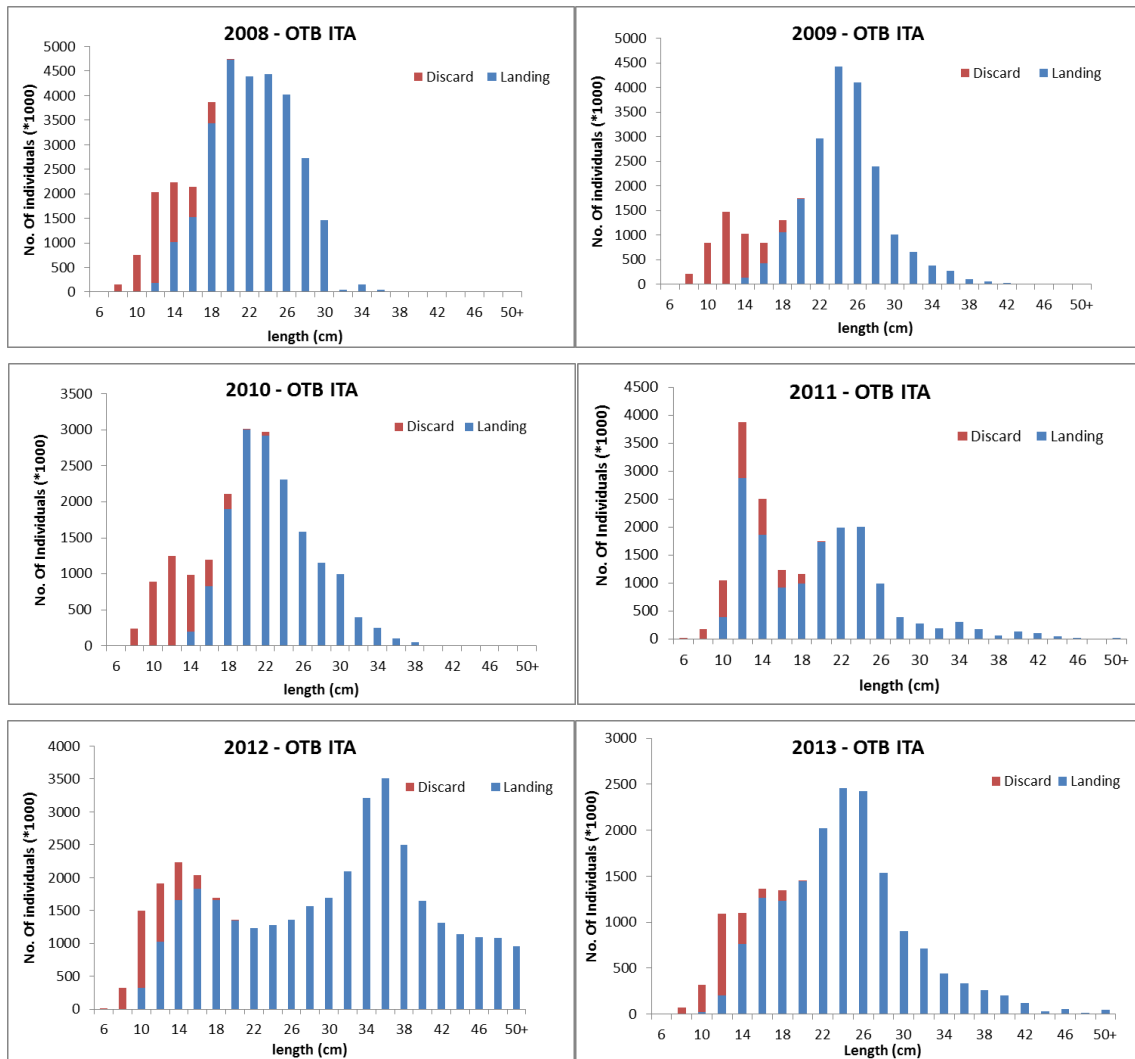 2008 - OTB ITA
Discard Landing
No. Of individuals (*1000)
5000
4500
4000
3500
3000
2500
2000
1500
1000
500
0
6 10 14 18 22 26 30 34 38 42 46 50+
length (cm)
2009 - OTB ITA
Discard Landing
No. Of individuals (*1000)
5000
4500
4000
3500
3000
2500
2000
1500
1000
500
0
6 10 14 18 22 26 30 34 38 42 46 50+
length (cm)
2010 - OTB ITA
Discard Landing
No. Of Individuals (*1000)
3500
3000
2500
2000
1500
1000
500
0
6 10 14 18 22 26 30 34 38 42 46 50+
length (cm)
2011 - OTB ITA
Discard Landing
No. Of Individuals (*1000)
4500
4000
3500
3000
2500
2000
1500
1000
500
0
6 10 14 18 22 26 30 34 38 42 46 50+
length (cm)
2012 - OTB ITA
Discard Landing
No. Of individuals (*1000)
4000
3500
3000
2500
2000
1500
1000
500
0
6 10 14 18 22 26 30 34 38 42 46 50+
length (cm)
2013 - OTB ITA
Discard Landing
No. Of Individuals (*1000)
3000
2500
2000
1500
1000
500
0
6 10 14 18 22 26 30 34 38 42 46 50+
Length (cm)